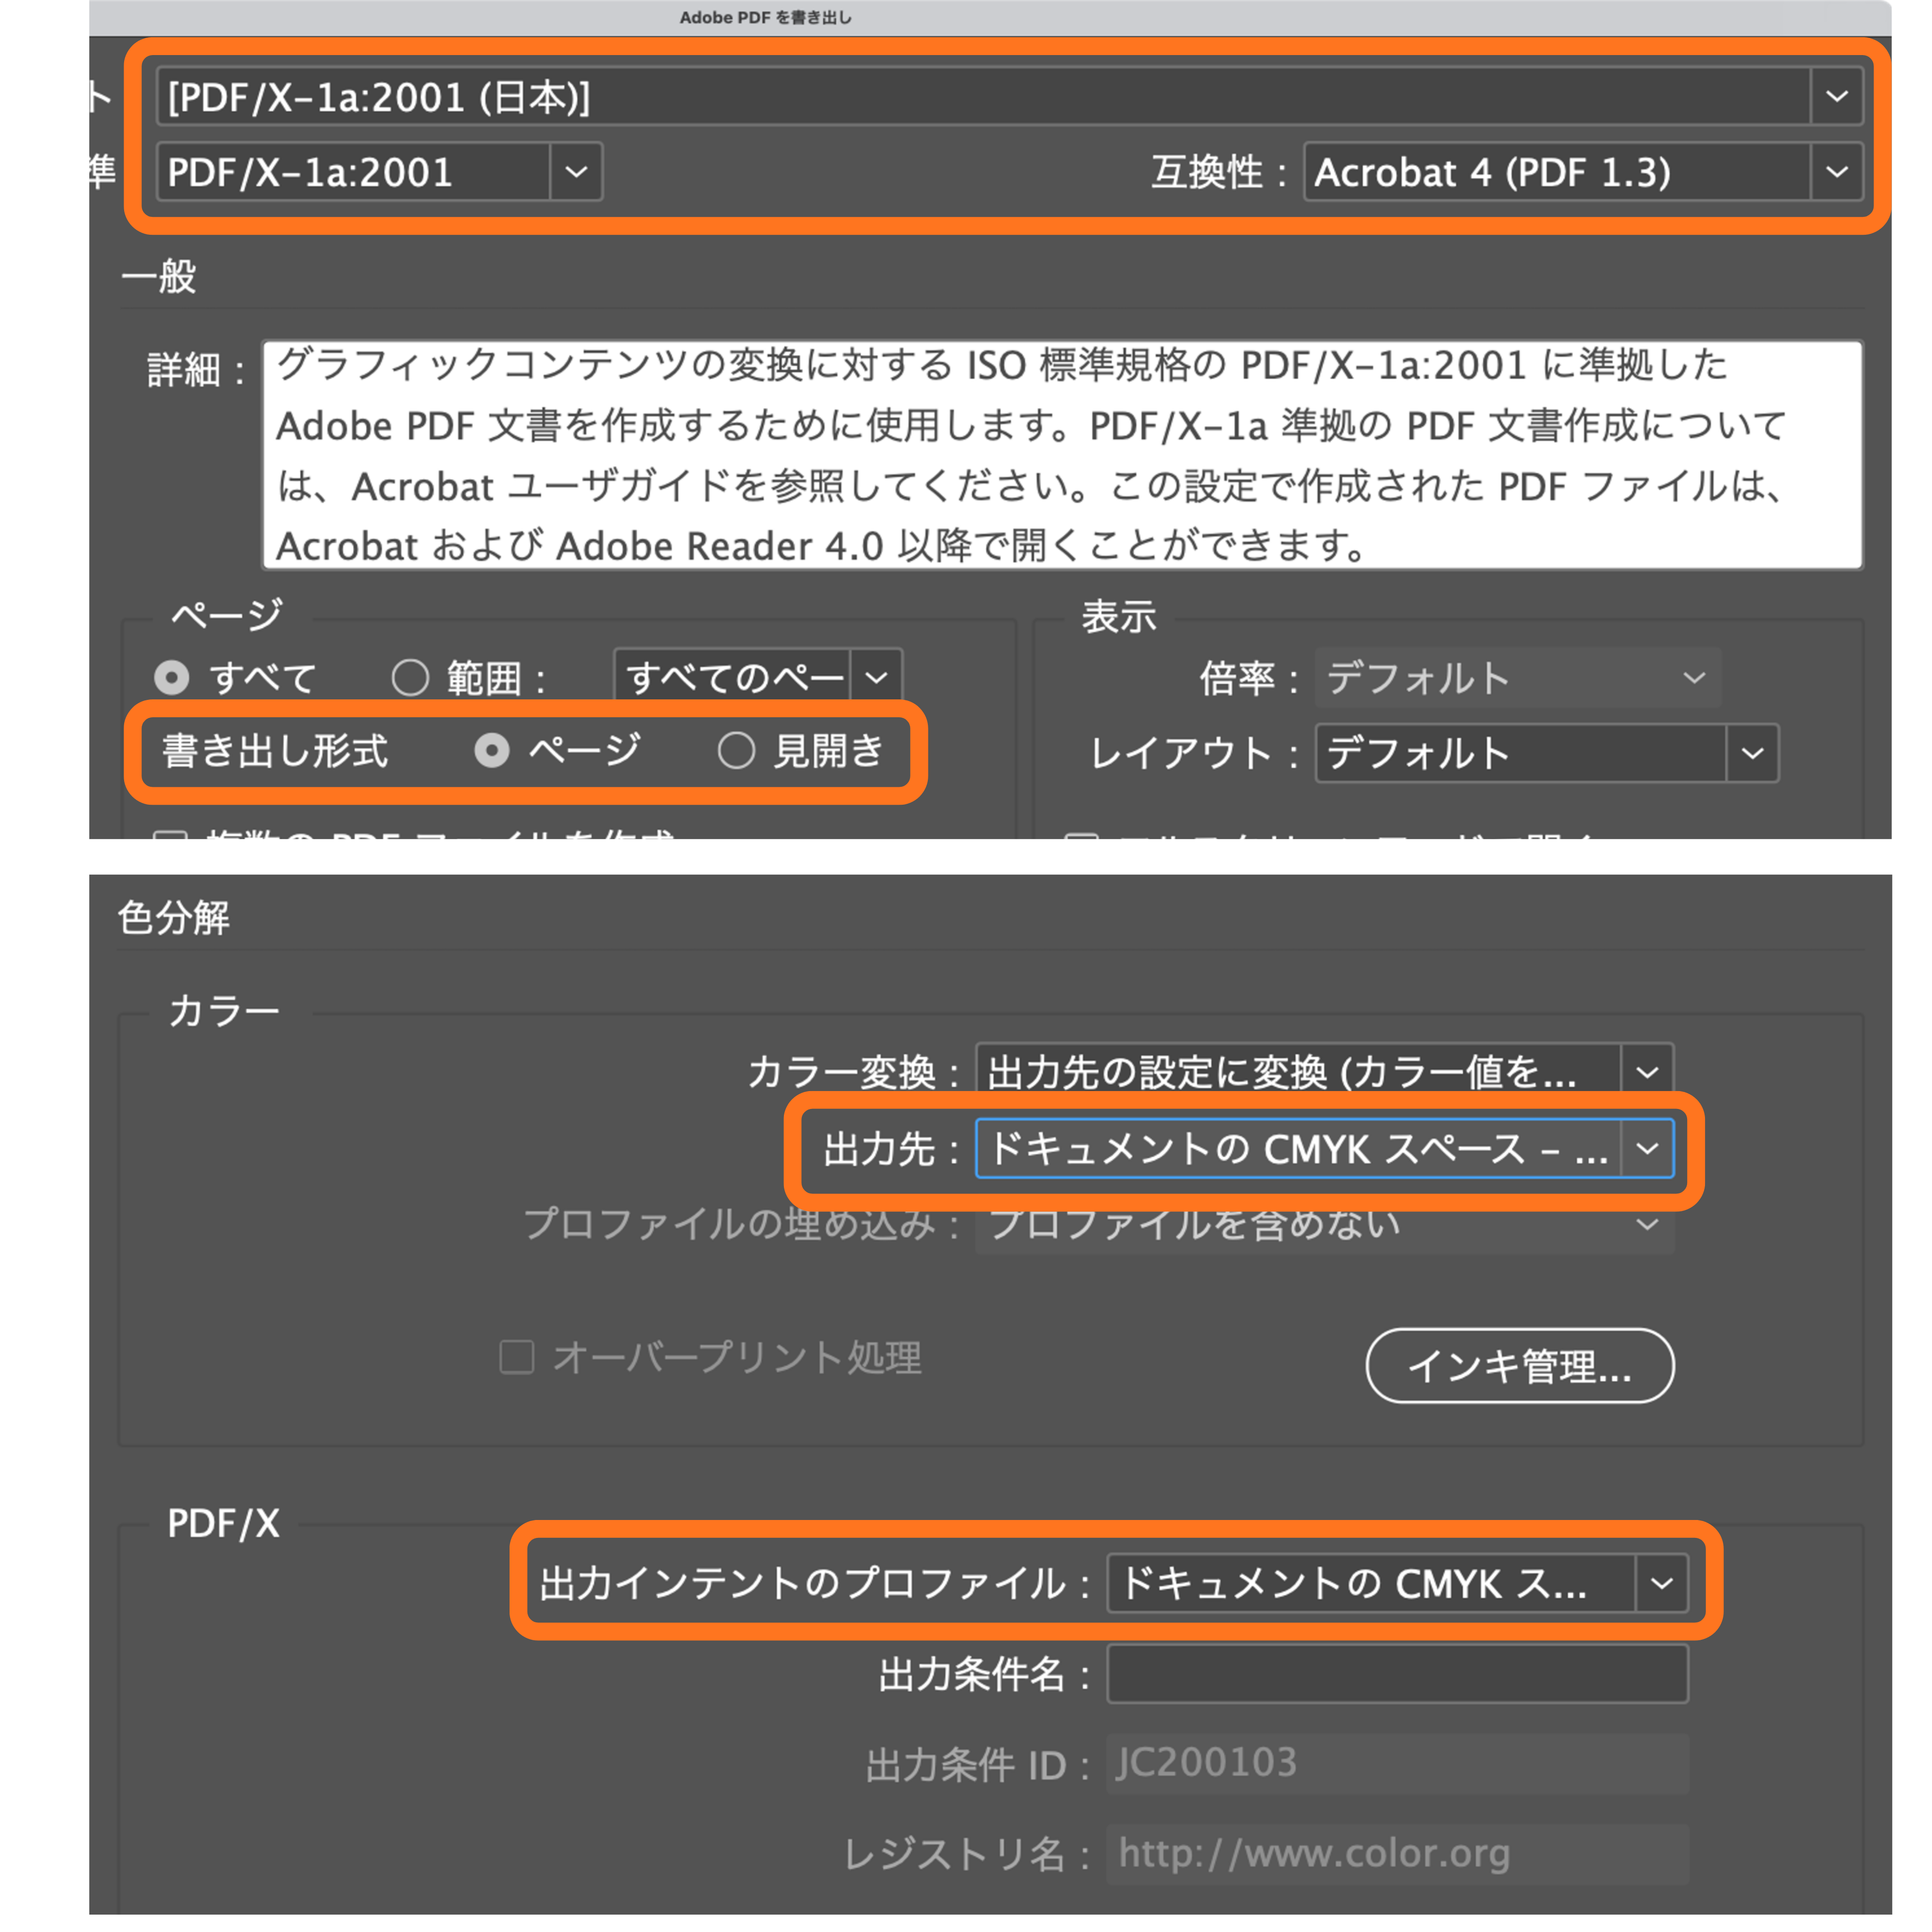 Adobe PDF を書き出し
ト [PDF/X-1a:2001 (日本)]
準 PDF/X-1a:2001 互換性： Acrobat 4 (PDF 1.3)
一般
詳細： グラフィックコンテンツの変換に対する ISO 標準規格の PDF/X-1a:2001 に準拠した
Adobe PDF 文書を作成するために使用します。PDF/X-1a 準拠の PDF 文書作成について
は、Acrobat ユーザガイドを参照してください。この設定で作成された PDF ファイルは、
Acrobat および Adobe Reader 4.0 以降で開くことができます。
ページ 表示
すべて 範囲： すべてのペー 倍率： デフォルト
書き出し形式 ページ 見開き レイアウト： デフォルト
複数の PDF ファイルを作成
色分解
カラー
カラー変換： 出力先の設定に変換 (カラー値を...
出力先： ドキュメントの CMYK スペース - ...
プロファイルの埋め込み： プロファイルを含めない
オーバープリント処理 インキ管理...
PDF/X
出力インテントのプロファイル： ドキュメントの CMYK ス...
出力条件名：
出力条件 ID： JC200103
レジストリ名： http://www.color.org